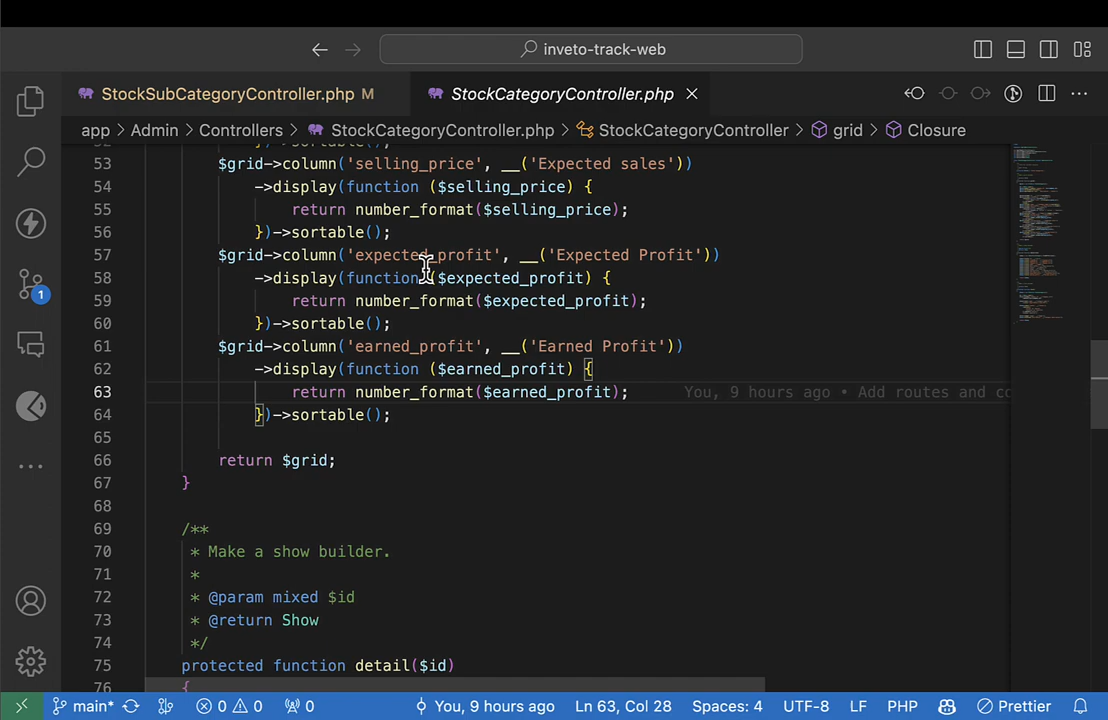 inveto-track-web
StockSubCategoryController.php M
StockCategoryController.php
app > Admin > Controllers > StockCategoryController.php > StockCategoryController > grid > Closure
53 $grid->column('selling_price', __('Expected sales'))
54 ->display(function ($selling_price) {
55 return number_format($selling_price);
56 })->sortable();
57 $grid->column('expected_profit', __('Expected Profit'))
58 ->display(function ($expected_profit) {
59 return number_format($expected_profit);
60 })->sortable();
61 $grid->column('earned_profit', __('Earned Profit'))
62 ->display(function ($earned_profit) {
63 return number_format($earned_profit); You, 9 hours ago • Add routes and co
64 })->sortable();
65
66 return $grid;
67 }
68
69 /**
70 * Make a show builder.
71 *
72 * @param mixed $id
73 * @return Show
74 */
75 protected function detail($id)
76 {
1
main* 0 0 0 You, 9 hours ago Ln 63, Col 28 Spaces: 4 UTF-8 LF PHP Prettier